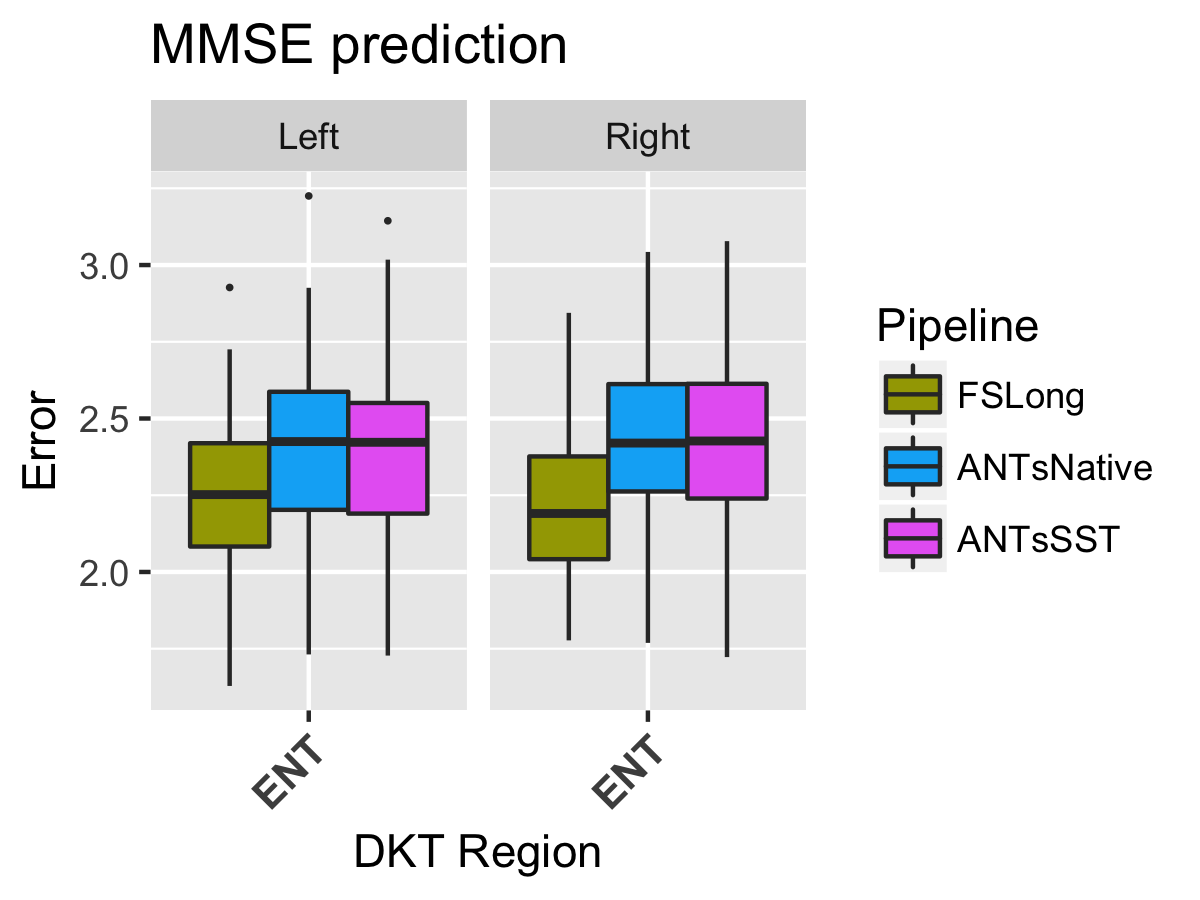 MMSE prediction
Left
Right
Error
3.0
2.5
2.0
ENT
ENT
DKT Region
Pipeline
FSLong
ANTsNative
ANTsSST